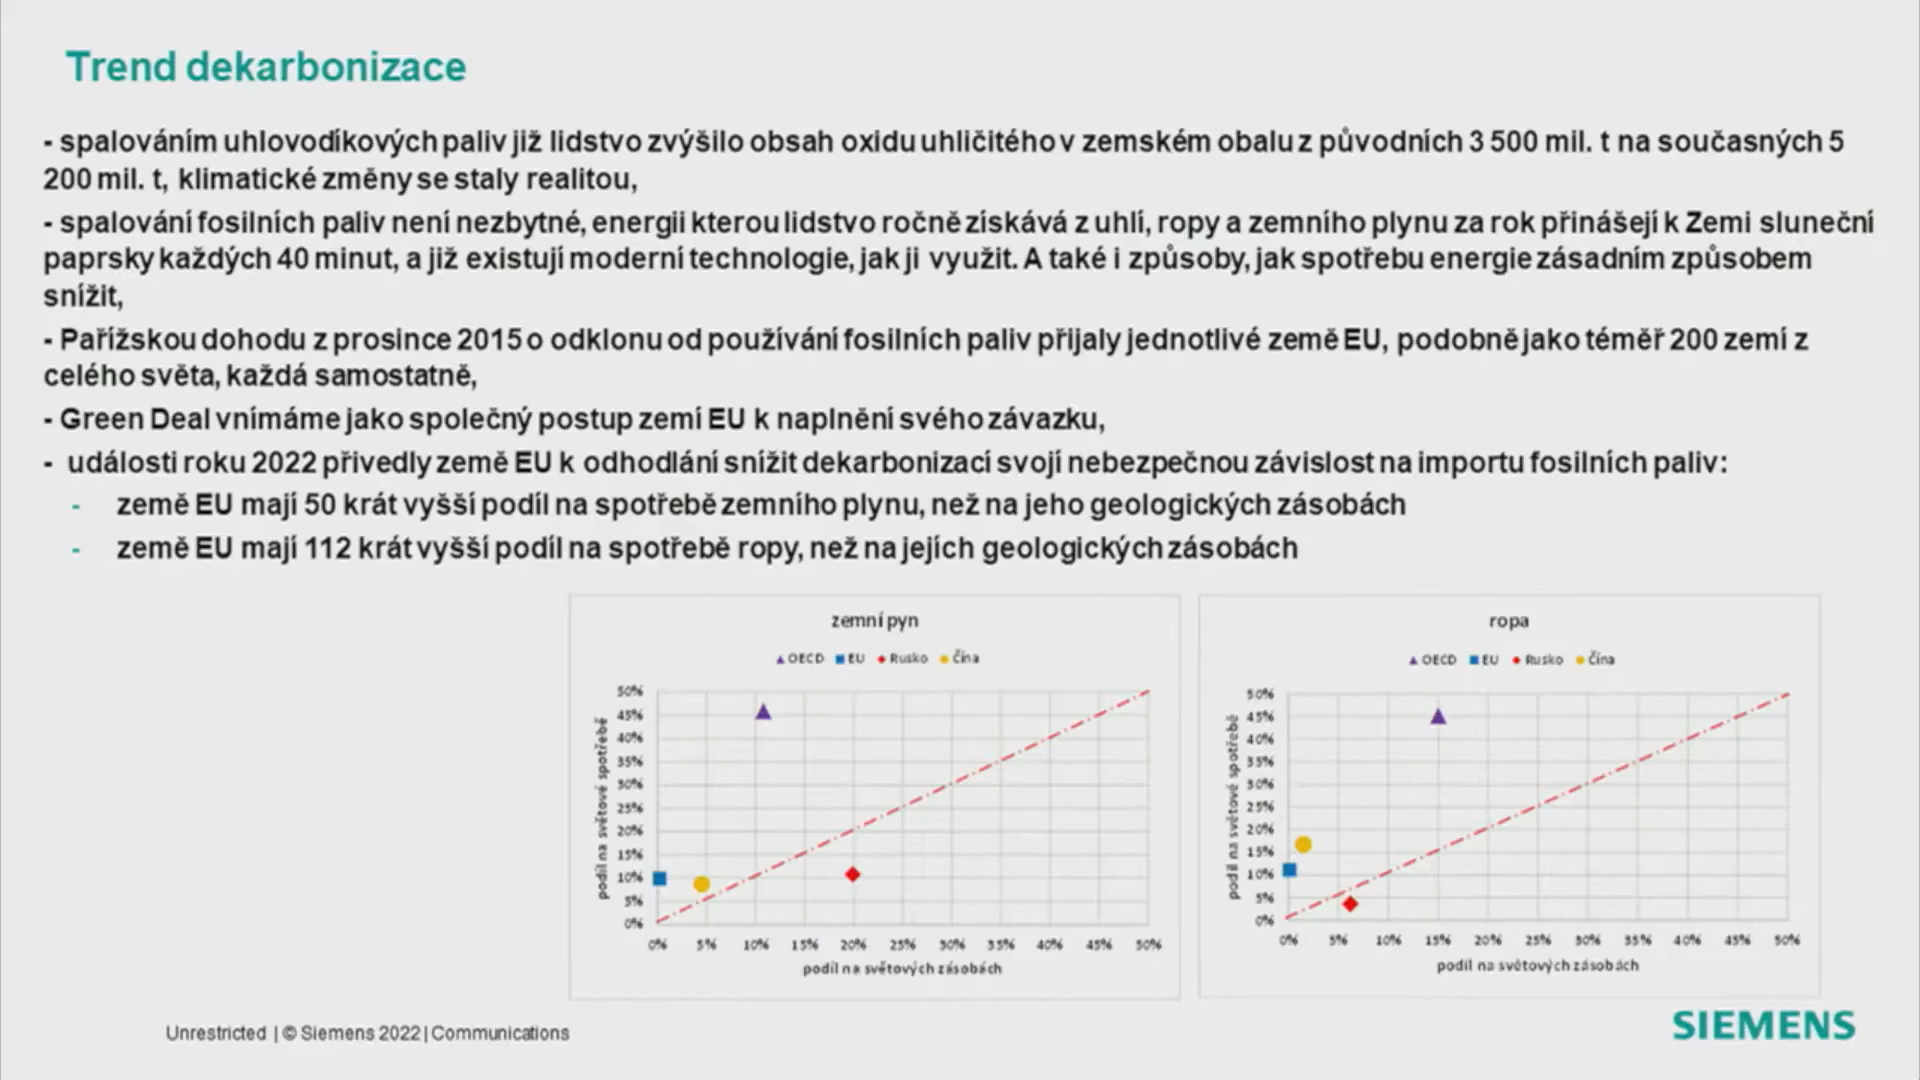 Trend dekarbonizace
- spalováním uhlovodíkových paliv již lidstvo zvýšilo obsah oxidu uhličitého v zemském obalu z původních 3 500 mil. t na současných 5
200 mil. t, klimatické změny se staly realitou,
- spalování fosilních paliv není nezbytné, energii kterou lidstvo ročně získává z uhlí, ropy a zemního plynu za rok přinášejí k Zemi sluneční
paprsky každých 40 minut, a již existují moderní technologie, jak ji využit. A také i způsoby, jak spotřebu energie zásadním způsobem
snížit,
- Pařížskou dohodu z prosince 2015 o odklonu od používání fosilních paliv přijaly jednotlivé země EU, podobně jako téměř 200 zemí z
celého světa, každá samostatně,
- Green Deal vnímáme jako společný postup zemí EU k naplnění svého závazku,
- události roku 2022 přivedly země EU k odhodlání snížit dekarbonizací svojí nebezpečnou závislost na importu fosilních paliv:
- země EU mají 50 krát vyšší podíl na spotřebě zemního plynu, než na jeho geologických zásobách
- země EU mají 112 krát vyšší podíl na spotřebě ropy, než na jejích geologických zásobách
zemní pyn
OECD EU Rusko Čína
50%
45%
40%
35%
30%
25%
20%
15%
10%
5%
0%
podíl na světové spotřebě
0% 5% 10% 15% 20% 25% 30% 35% 40% 45% 50%
podíl na světových zásobách
ropa
OECD EU Rusko Čína
50%
45%
40%
35%
30%
25%
20%
15%
10%
5%
0%
podíl na světové spotřebě
0% 5% 10% 15% 20% 25% 30% 35% 40% 45% 50%
podíl na světových zásobách
Unrestricted | © Siemens 2022 | Communications
SIEMENS